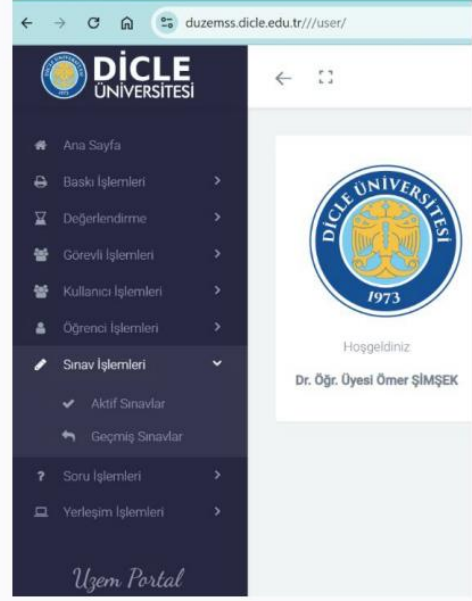 duzemss.dicle.edu.tr///user/
DİCLE
ÜNİVERSİTESİ
Ana Sayfa
Baskı İşlemleri
Değerlendirme
Görevli İşlemleri
Kullanıcı İşlemleri
Öğrenci İşlemleri
Sınav İşlemleri
Aktif Sınavlar
Geçmiş Sınavlar
Soru İşlemleri
Yerleşim İşlemleri
Uzem Portal
DİCLE ÜNİVERSİTESİ
1973
Hoşgeldiniz
Dr. Öğr. Üyesi Ömer ŞİMŞEK